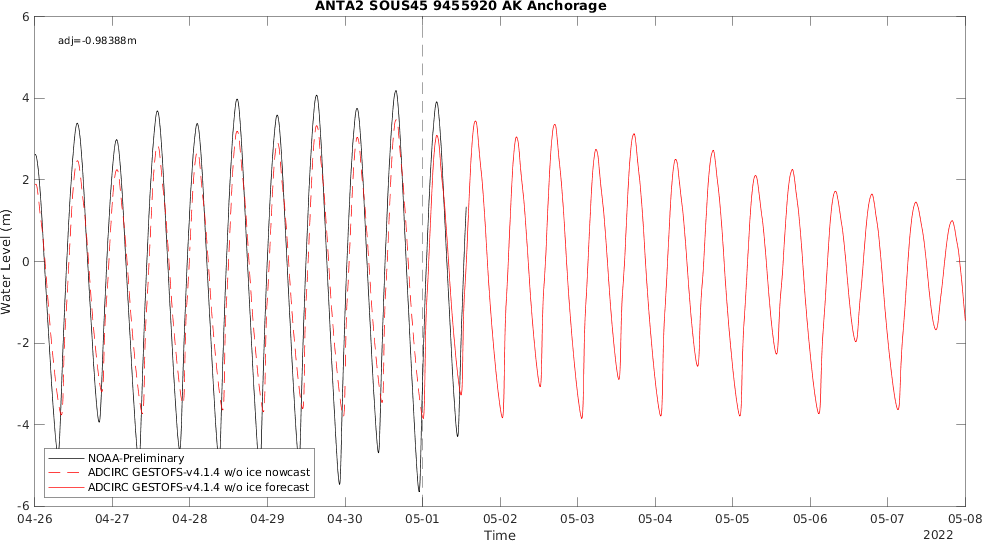 ANTA2 SOUS45 9455920 AK Anchorage
adj=-0.98388m
6
4
2
0
-2
-4
-6
Water Level (m)
NOAA-Preliminary
ADCIRC GESTOFS-v4.1.4 w/o ice nowcast
ADCIRC GESTOFS-v4.1.4 w/o ice forecast
04-26 04-27 04-28 04-29 04-30 05-01 05-02 05-03 05-04 05-05 05-06 05-07 05-08
Time
2022